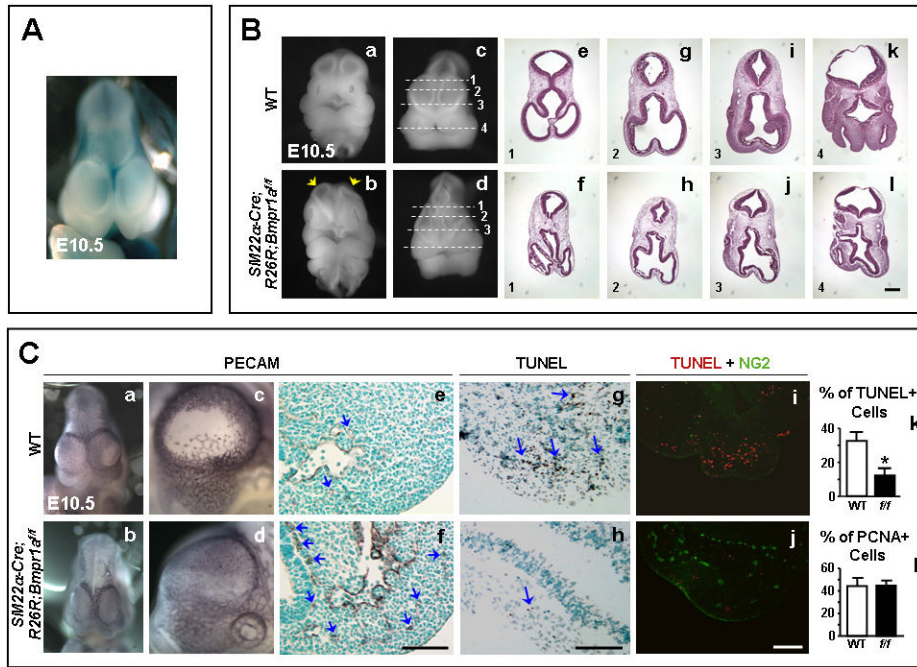 A
E10.5
B
WT
SM22α-Cre;
R26R;Bmpr1a f/f
a
E10.5
b
c
1
2
3
4
d
1
2
3
e
1
f
1
g
2
h
2
i
3
j
3
k
4
l
4
C
PECAM
TUNEL
TUNEL + NG2
WT
SM22α-Cre;
R26R;Bmpr1a f/f
a
E10.5
b
c
d
e
f
g
h
i
j
% of TUNEL+
Cells
k
40
20
0
*
WT
f/f
% of PCNA+
Cells
60
40
20
0
WT
f/f